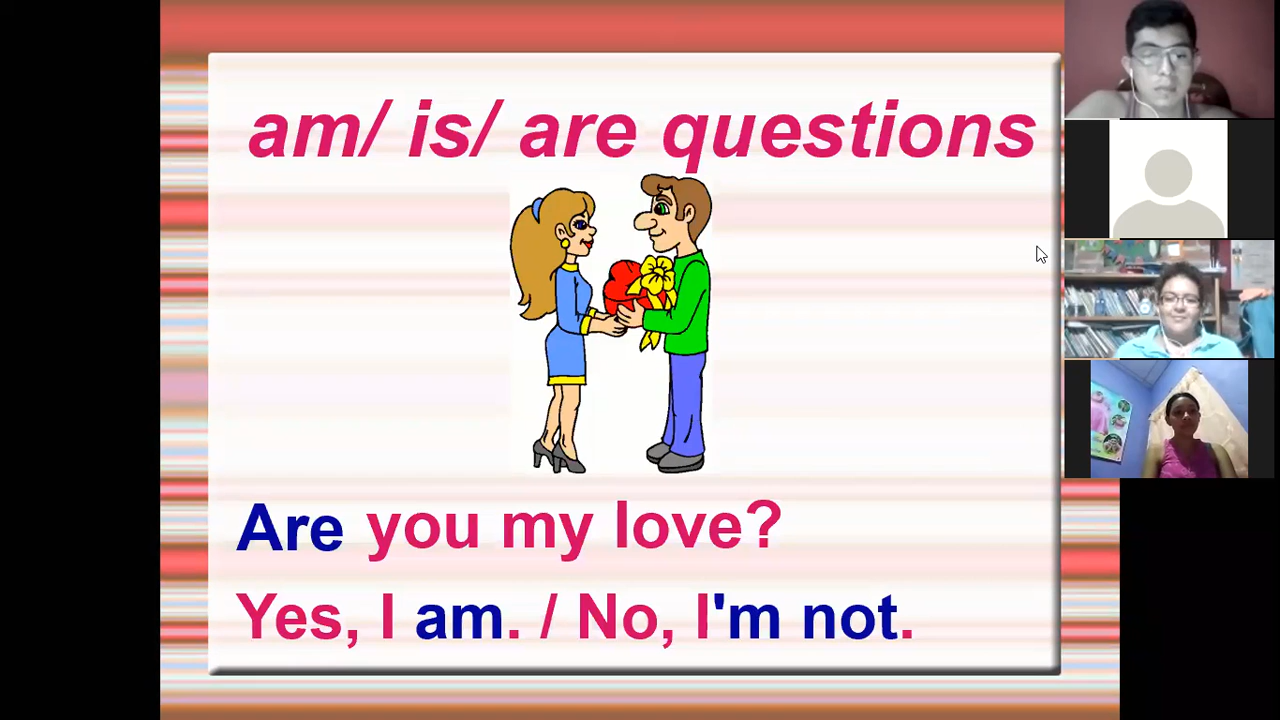 am/ is/ are questions
Are you my love?
Yes, I am. / No, I'm not.